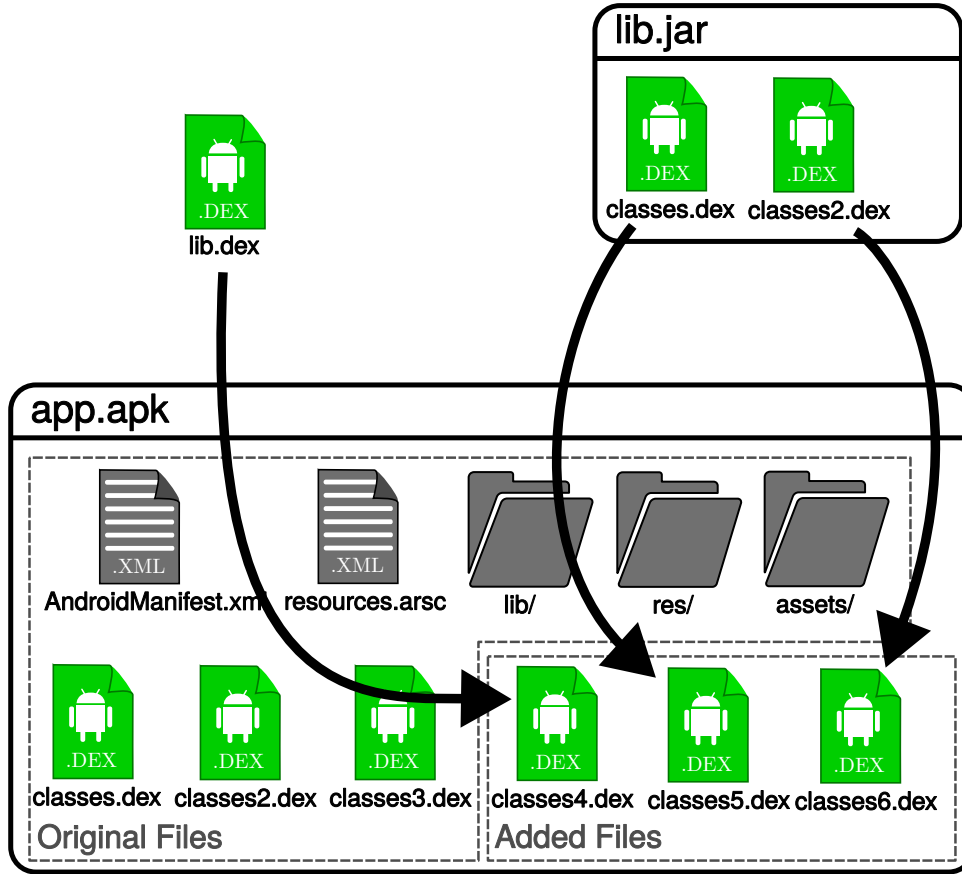 lib.jar
.DEX
classes.dex
.DEX
classes2.dex
.DEX
lib.dex
app.apk
.XML
AndroidManifest.xml
.XML
resources.arsc
lib/
res/
assets/
.DEX
classes.dex
.DEX
classes2.dex
.DEX
classes3.dex
Original Files
.DEX
classes4.dex
.DEX
classes5.dex
.DEX
classes6.dex
Added Files